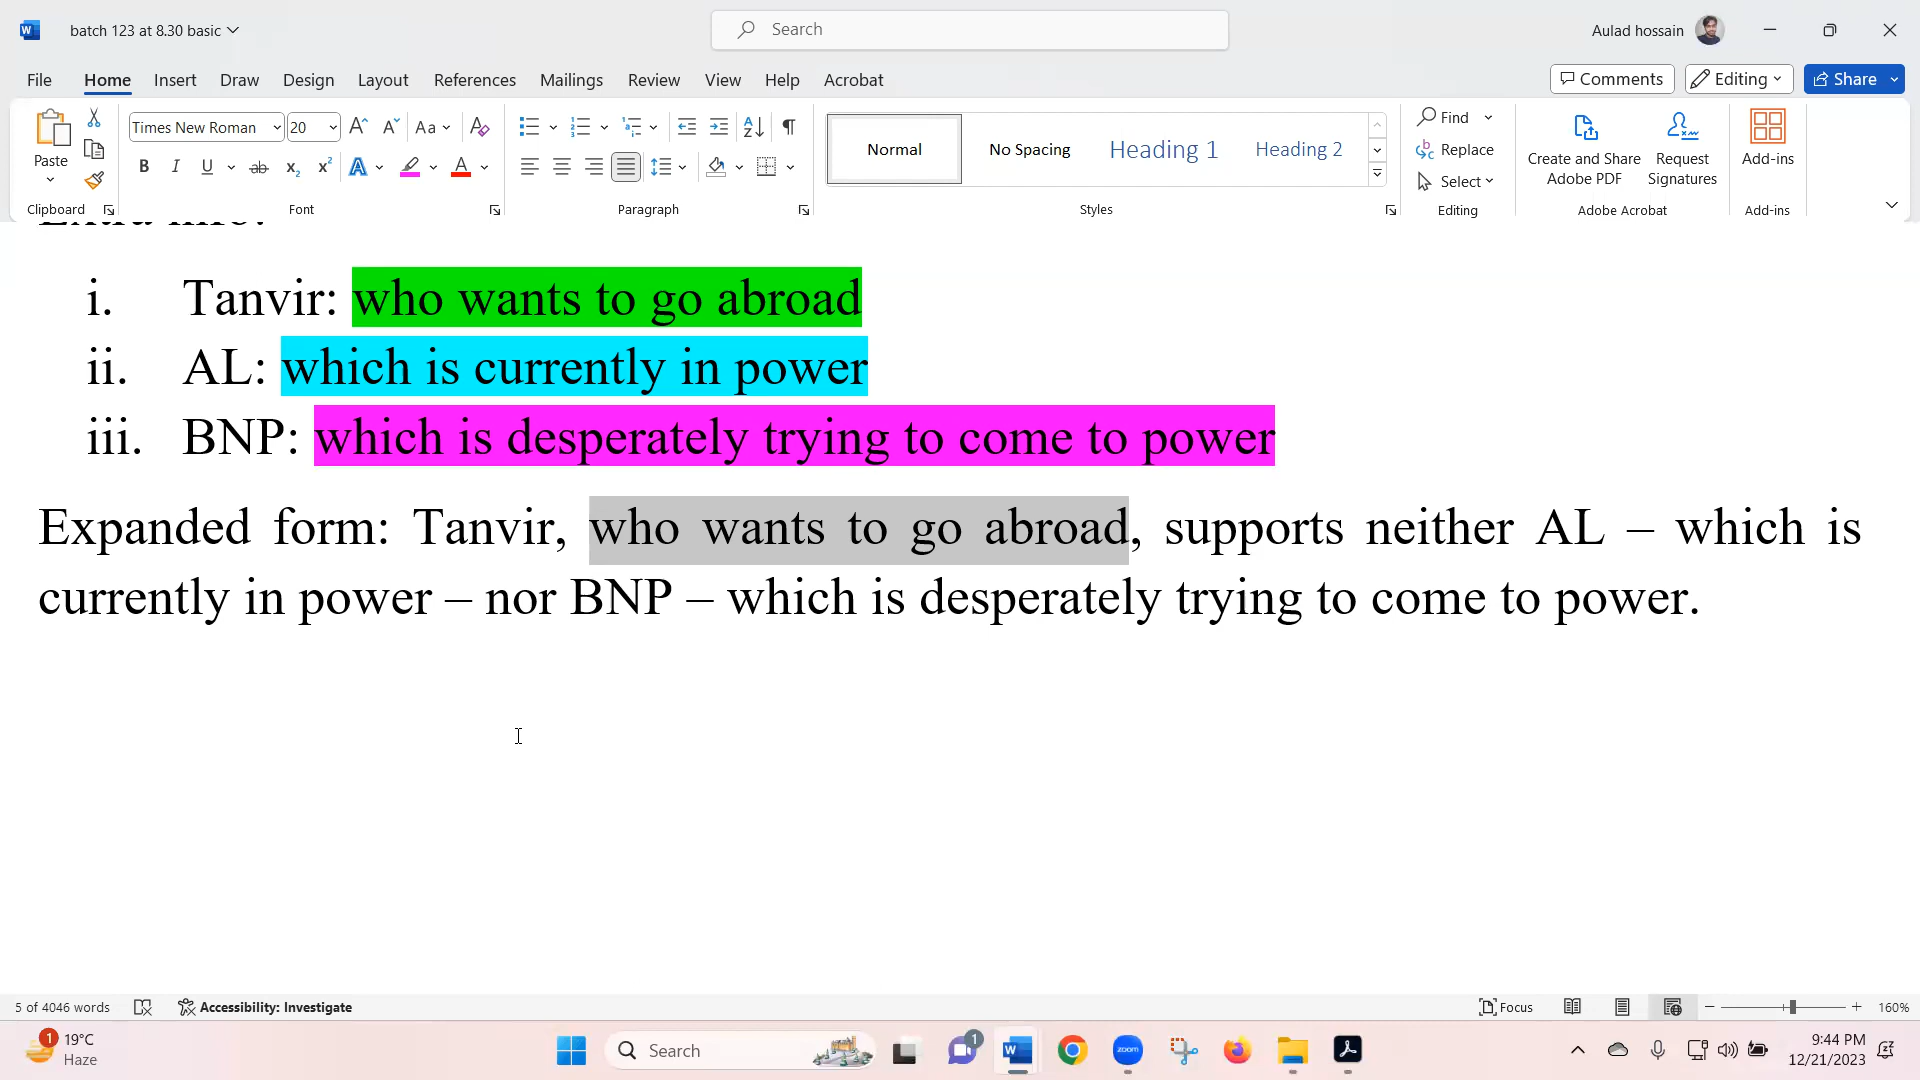 batch 123 at 8.30 basic
Search
Aulad hossain
File Home Insert Draw Design Layout References Mailings Review View Help Acrobat
Comments Editing Share
Paste
Times New Roman 20
Aa
Normal
No Spacing
Heading 1
Heading 2
Find
Replace
Select
Create and Share Adobe PDF
Request Signatures
Add-ins
Clipboard Font Paragraph Styles Editing Adobe Acrobat Add-ins
i. Tanvir: who wants to go abroad
ii. AL: which is currently in power
iii. BNP: which is desperately trying to come to power
Expanded form: Tanvir, who wants to go abroad, supports neither AL – which is
currently in power – nor BNP – which is desperately trying to come to power.
5 of 4046 words Accessibility: Investigate Focus 160%
1 19°C
Haze
Search
1
zoom
9:44 PM
12/21/2023